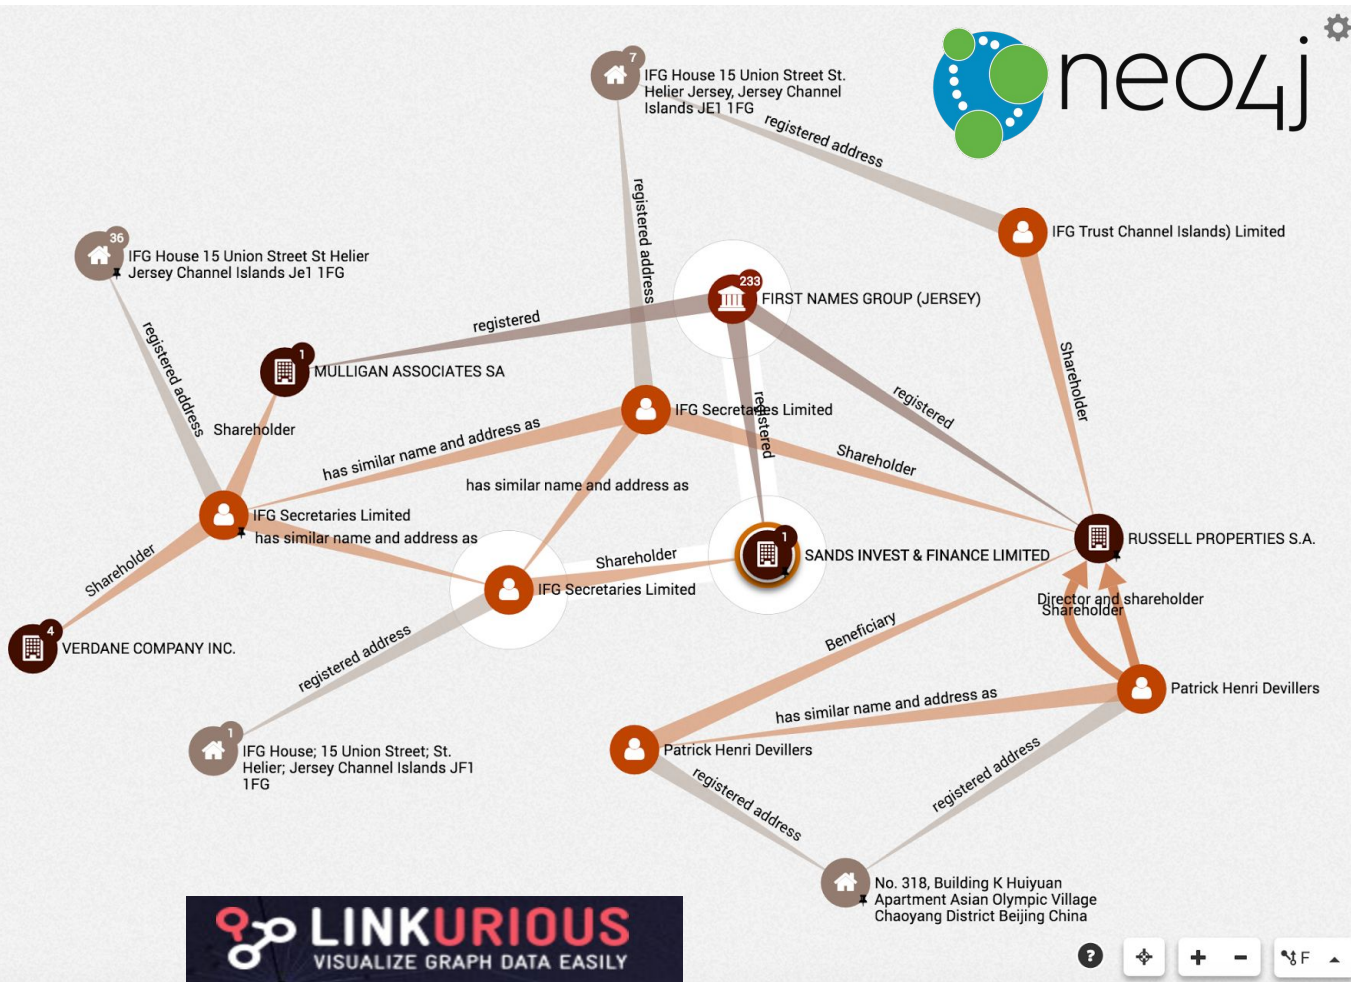 neo4j
7
IFG House 15 Union Street St.
Helier Jersey, Jersey Channel
Islands JE1 1FG
registered address
registered address
IFG Trust Channel Islands) Limited
36
IFG House 15 Union Street St Helier
Jersey Channel Islands Je1 1FG
233
FIRST NAMES GROUP (JERSEY)
registered
registered address
1
MULLIGAN ASSOCIATES SA
Shareholder
registered
registered
Shareholder
IFG Secretaries Limited
has similar name and address as
Shareholder
has similar name and address as
IFG Secretaries Limited
has similar name and address as
Shareholder
1
SANDS INVEST & FINANCE LIMITED
RUSSELL PROPERTIES S.A.
Shareholder
IFG Secretaries Limited
Director and shareholder
Shareholder
4
VERDANE COMPANY INC.
Beneficiary
registered address
Patrick Henri Devillers
has similar name and address as
1
IFG House; 15 Union Street; St.
Helier; Jersey Channel Islands JF1
1FG
Patrick Henri Devillers
registered address
registered address
No. 318, Building K Huiyuan
Apartment Asian Olympic Village
Chaoyang District Beijing China
LINKURIOUS
VISUALIZE GRAPH DATA EASILY
?
+
-
F